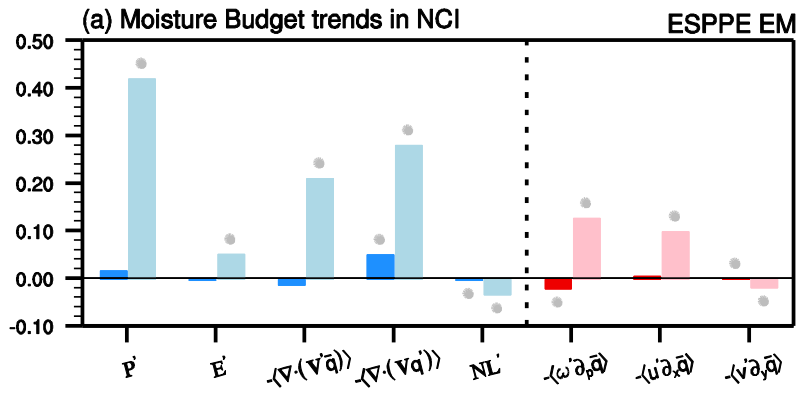 (a) Moisture Budget trends in NCI
ESPPE EM
0.50
0.40
0.30
0.20
0.10
0.00
-0.10
P′
E′
-⟨∇·(V′q̄)⟩
-⟨∇·(V̄q′)⟩
NL′
-⟨ω′∂ₚq̄⟩
-⟨u′∂ₓq̄⟩
-⟨v′∂ᵧq̄⟩